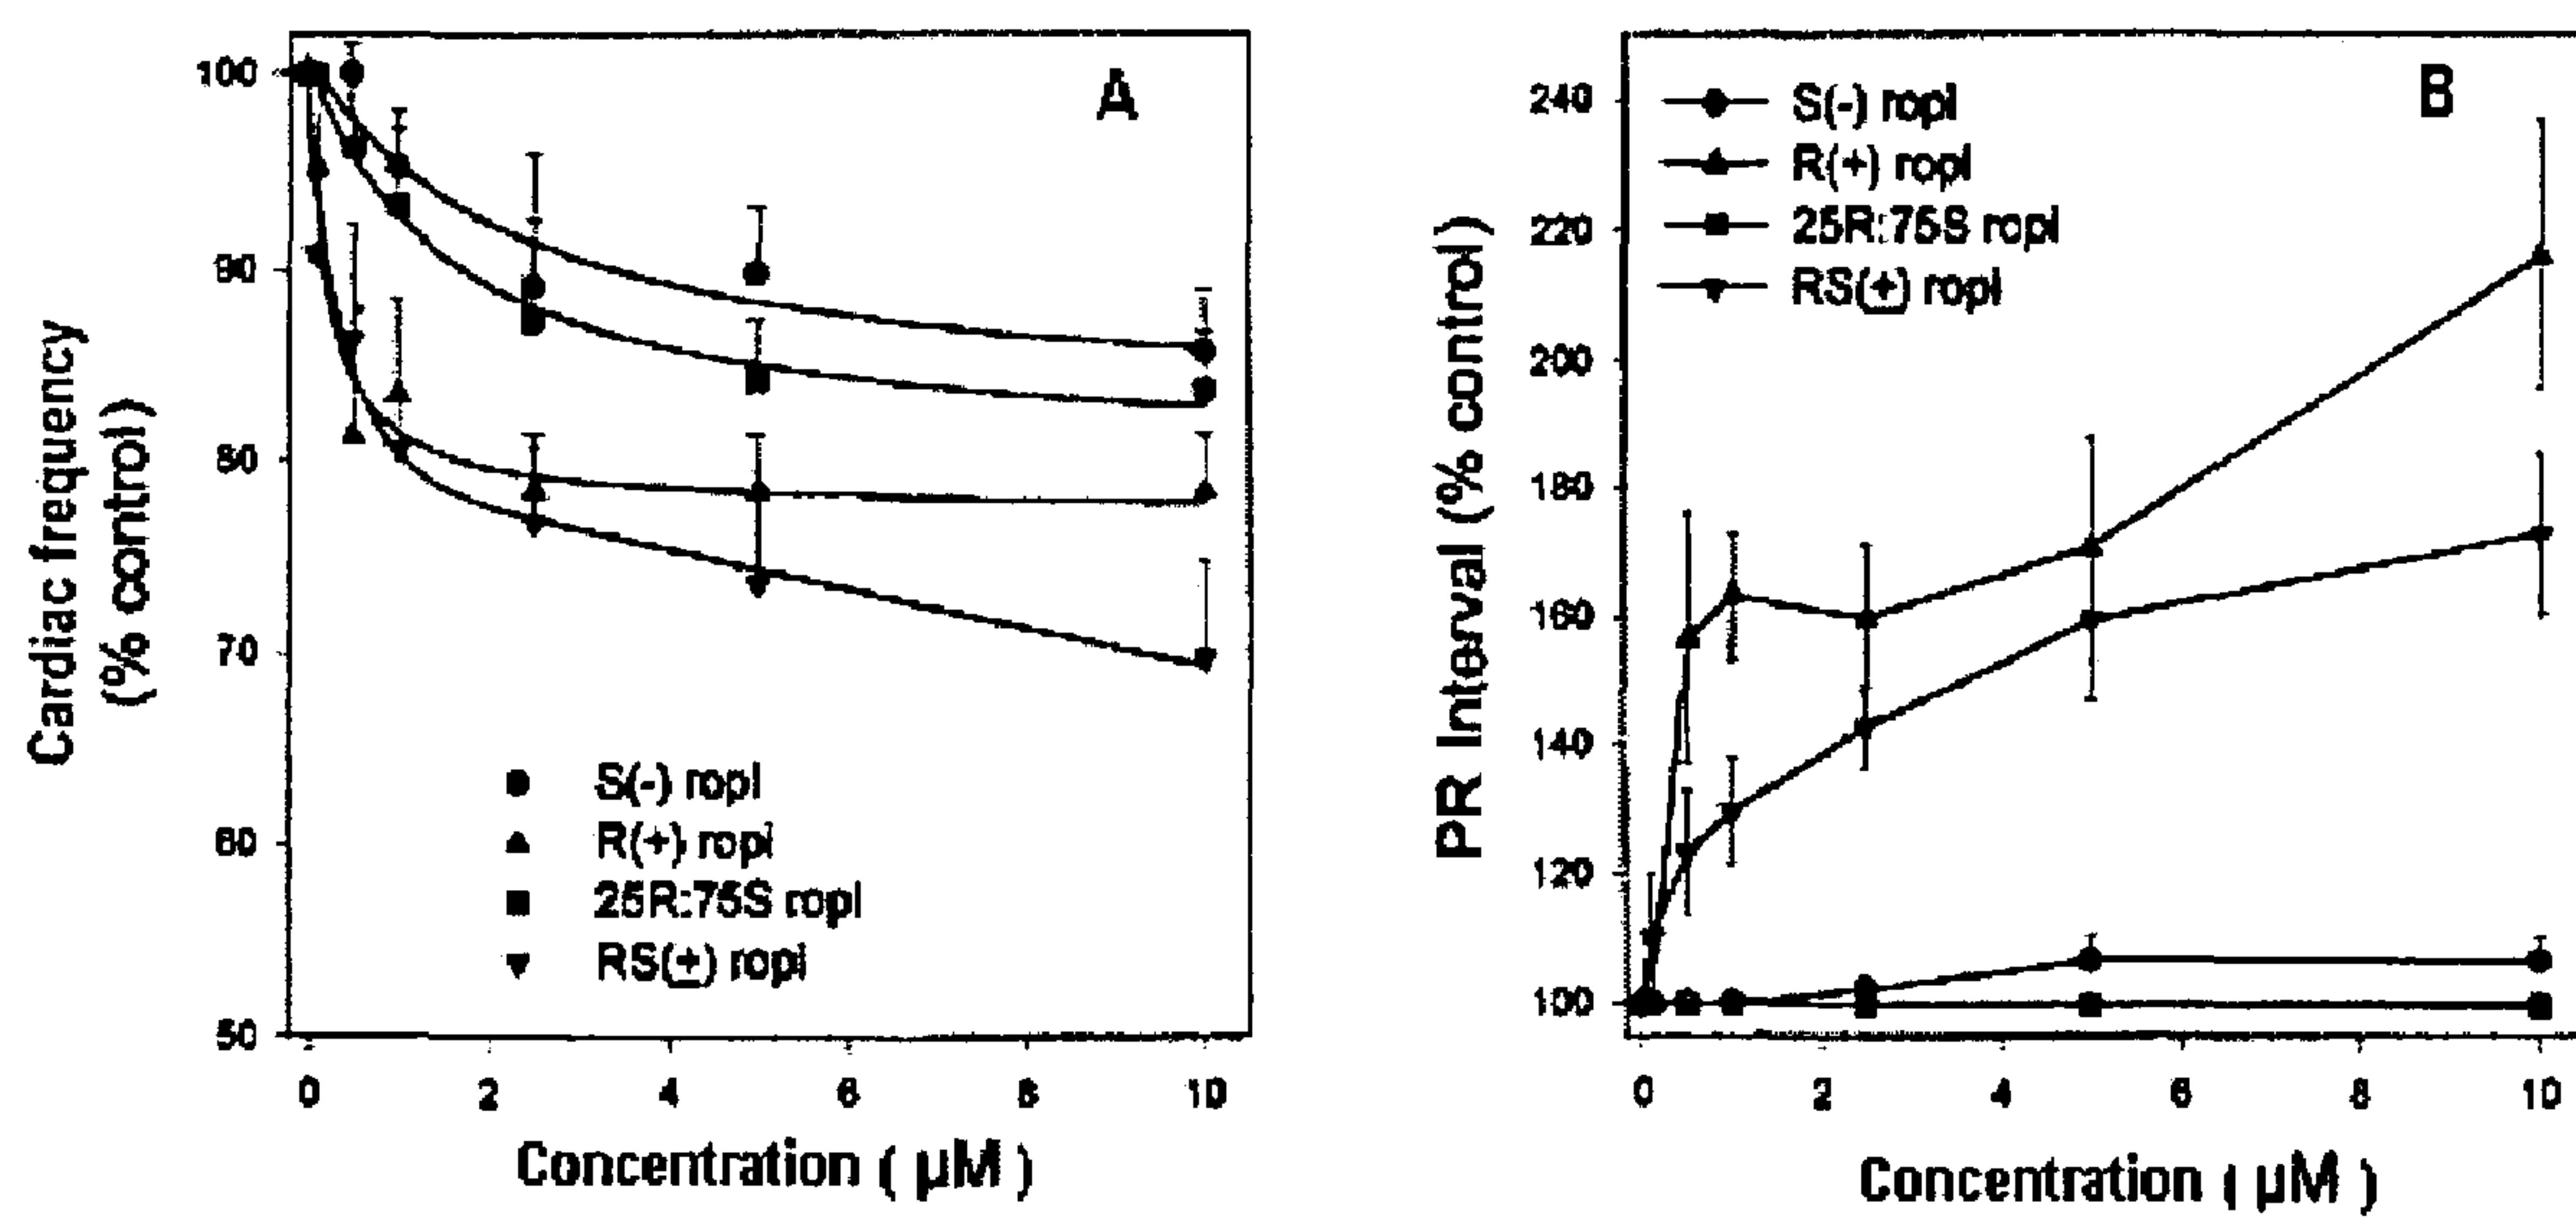 A
Cardiac frequency
(% control)
100
90
80
70
60
50
S(-) ropi
R(+) ropi
25R:75S ropi
RS(±) ropi
0 2 4 6 8 10
Concentration ( µM )
B
PR Interval (% control)
240
220
200
180
160
140
120
100
S(-) ropi
R(+) ropi
25R:75S ropi
RS(±) ropi
0 2 4 6 8 10
Concentration ( µM )